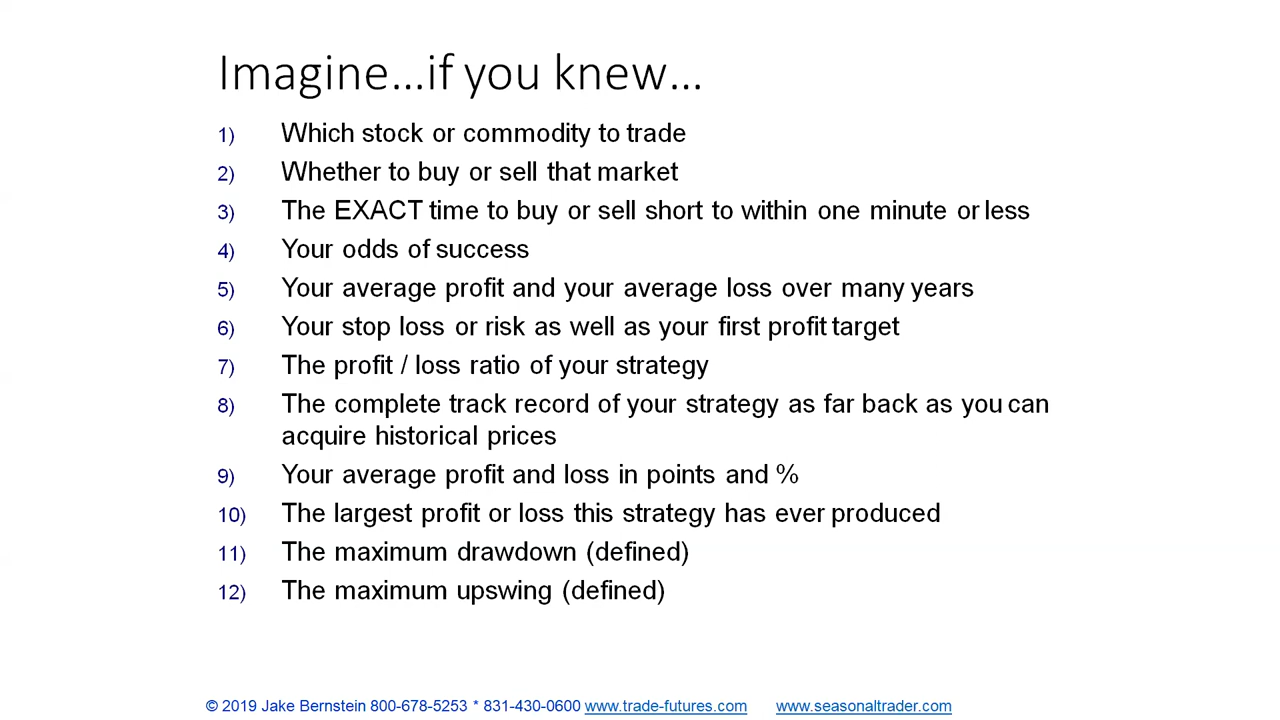 Imagine...if you knew...
1) Which stock or commodity to trade
2) Whether to buy or sell that market
3) The EXACT time to buy or sell short to within one minute or less
4) Your odds of success
5) Your average profit and your average loss over many years
6) Your stop loss or risk as well as your first profit target
7) The profit / loss ratio of your strategy
8) The complete track record of your strategy as far back as you can
acquire historical prices
9) Your average profit and loss in points and %
10) The largest profit or loss this strategy has ever produced
11) The maximum drawdown (defined)
12) The maximum upswing (defined)
© 2019 Jake Bernstein 800-678-5253 * 831-430-0600 www.trade-futures.com www.seasonaltrader.com